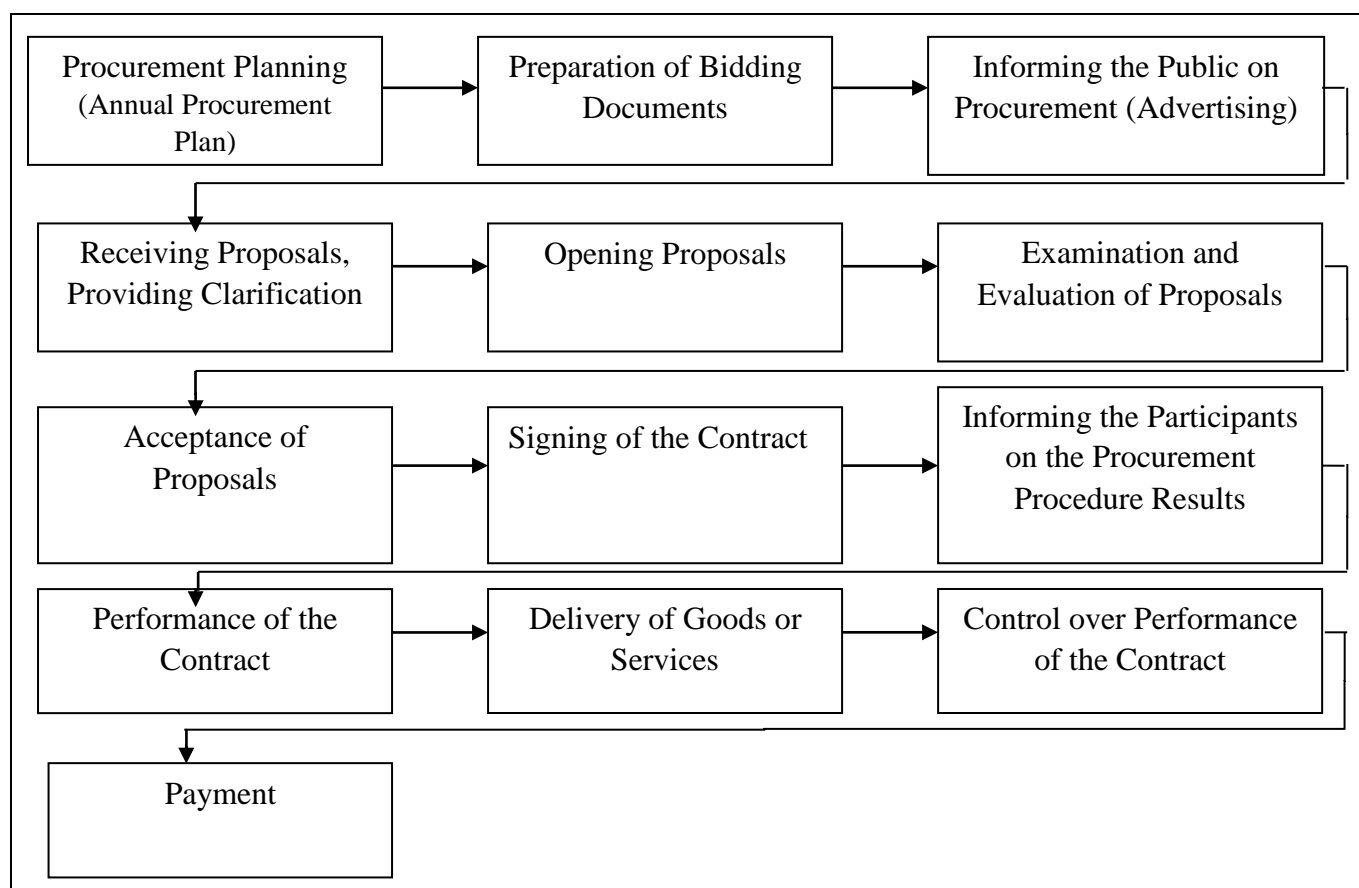 Procurement Planning
(Annual Procurement
Plan)
Preparation of Bidding
Documents
Informing the Public on
Procurement (Advertising)
Receiving Proposals,
Providing Clarification
Opening Proposals
Examination and
Evaluation of Proposals
Acceptance of
Proposals
Signing of the Contract
Informing the Participants
on the Procurement
Procedure Results
Performance of the
Contract
Delivery of Goods or
Services
Control over Performance
of the Contract
Payment